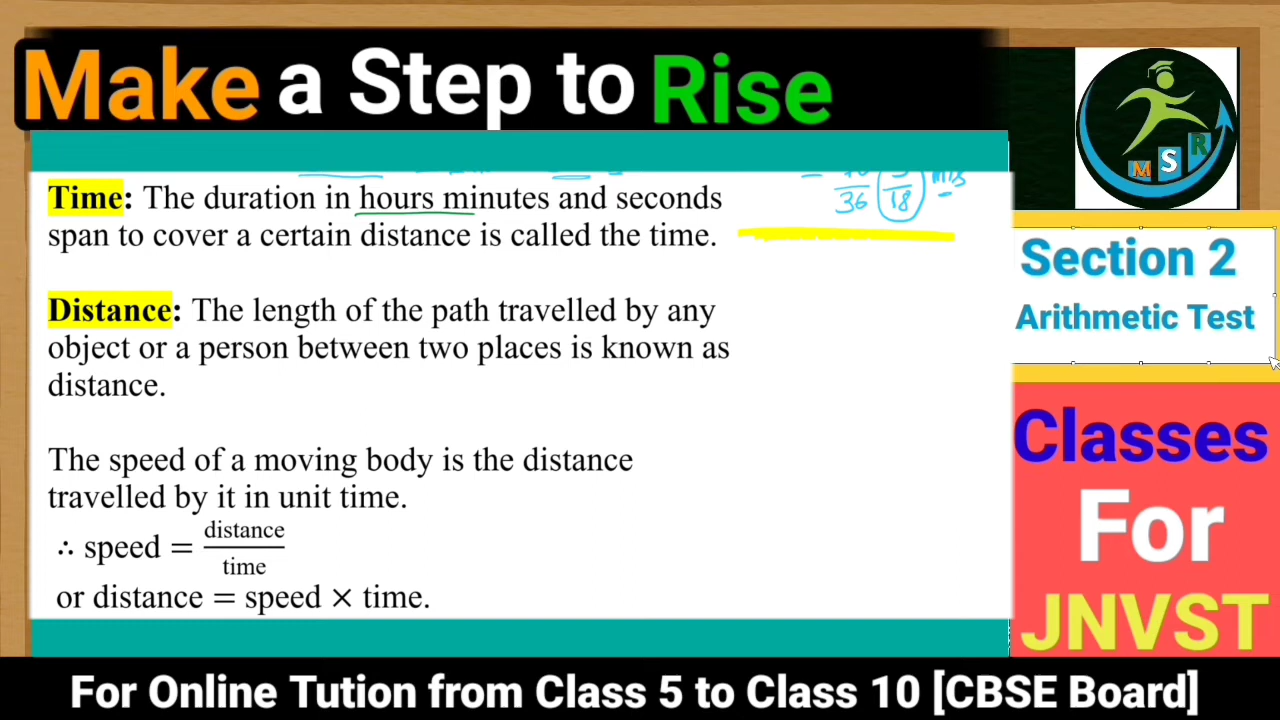 Make a Step to Rise
M S R
Time: The duration in hours minutes and seconds
span to cover a certain distance is called the time.
36 18 m/s
Distance: The length of the path travelled by any
object or a person between two places is known as
distance.
The speed of a moving body is the distance
travelled by it in unit time.
∴ speed = distance/time
or distance = speed × time.
Section 2
Arithmetic Test
Classes
For
JNVST
For Online Tution from Class 5 to Class 10 [CBSE Board]